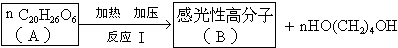 n C₂₀H₂₆O₆ 加热 加压 感光性高分子 + nHO(CH₂)₄OH
(A) 反应 I (B)